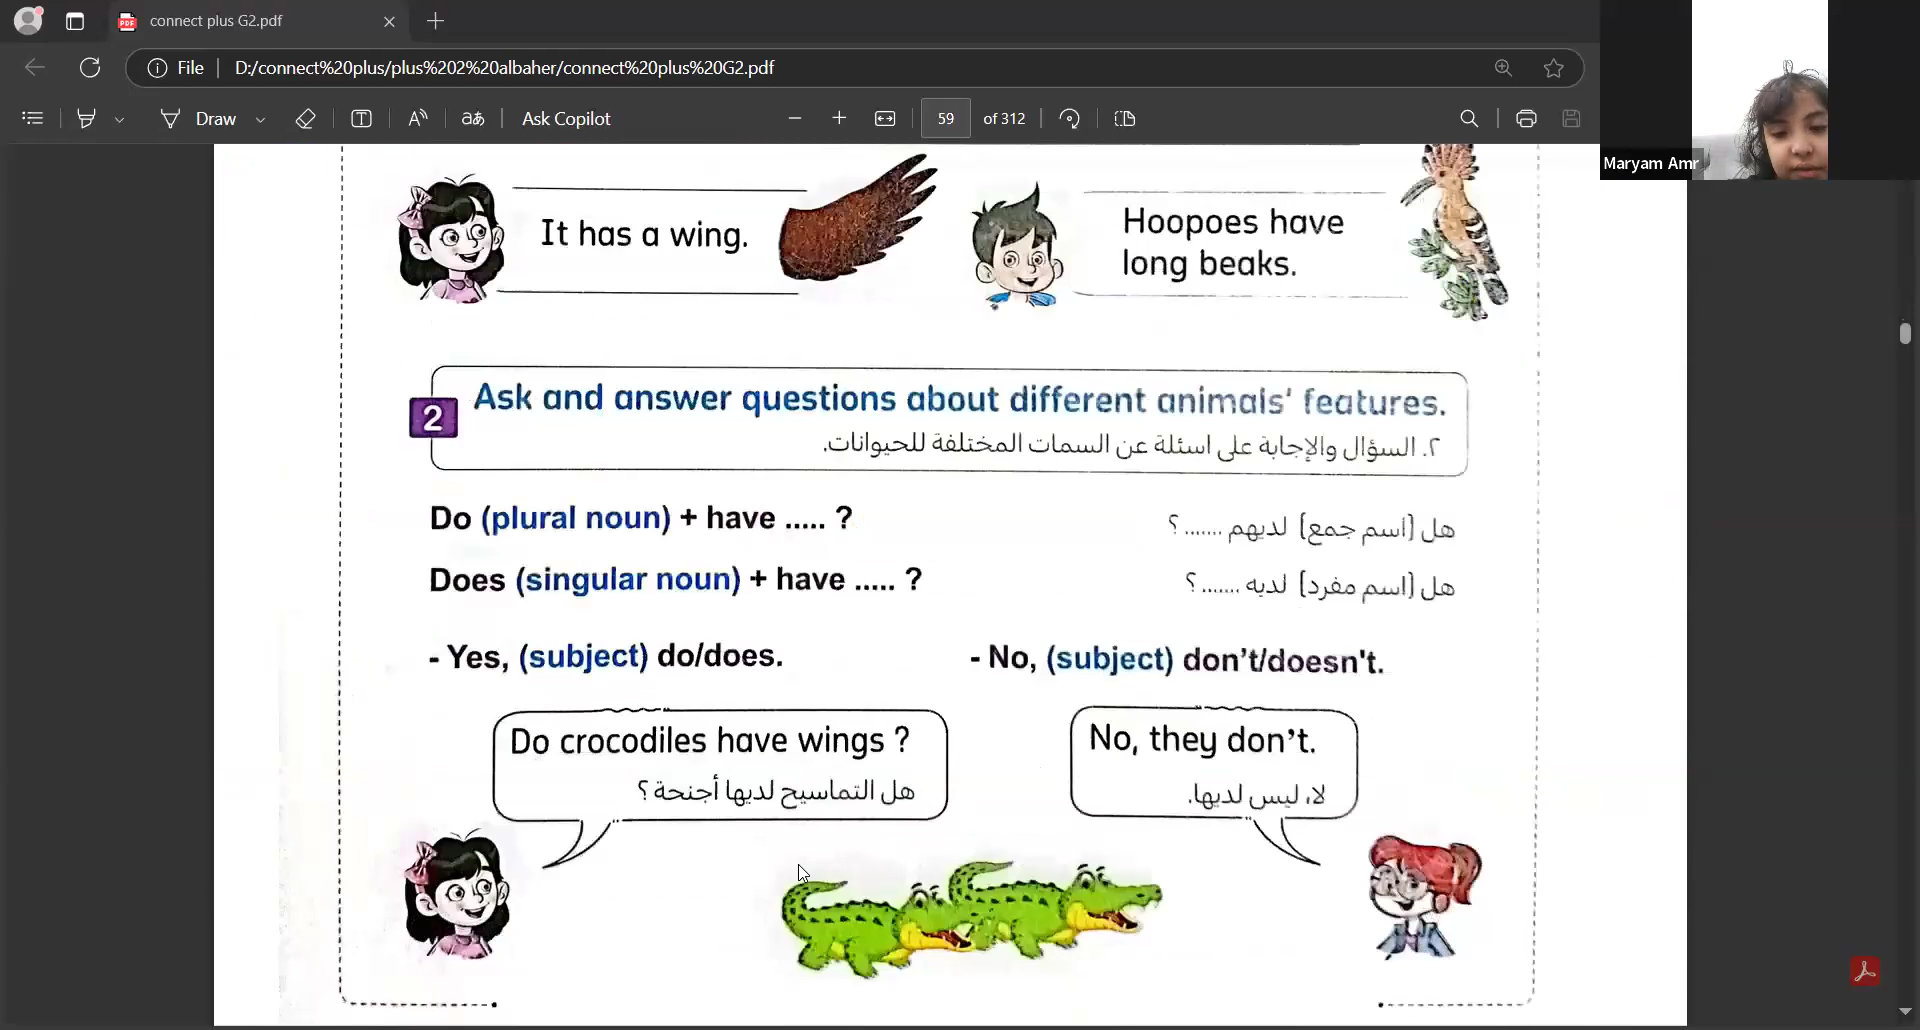 connect plus G2.pdf
File
D:/connect%20plus/plus%202%20albaher/connect%20plus%20G2.pdf
Draw
Ask Copilot
59 of 312
Maryam Amr
It has a wing.
Hoopoes have
long beaks.
2
Ask and answer questions about different animals' features.
٢. السؤال والإجابة على اسئلة عن السمات المختلفة للحيوانات.
Do (plural noun) + have ..... ?
هل (اسم جمع) لديهم .......؟
Does (singular noun) + have ..... ?
هل (اسم مفرد) لديه .......؟
- Yes, (subject) do/does.
- No, (subject) don't/doesn't.
Do crocodiles have wings ?
هل التماسيح لديها أجنحة؟
No, they don't.
لا، ليس لديها.